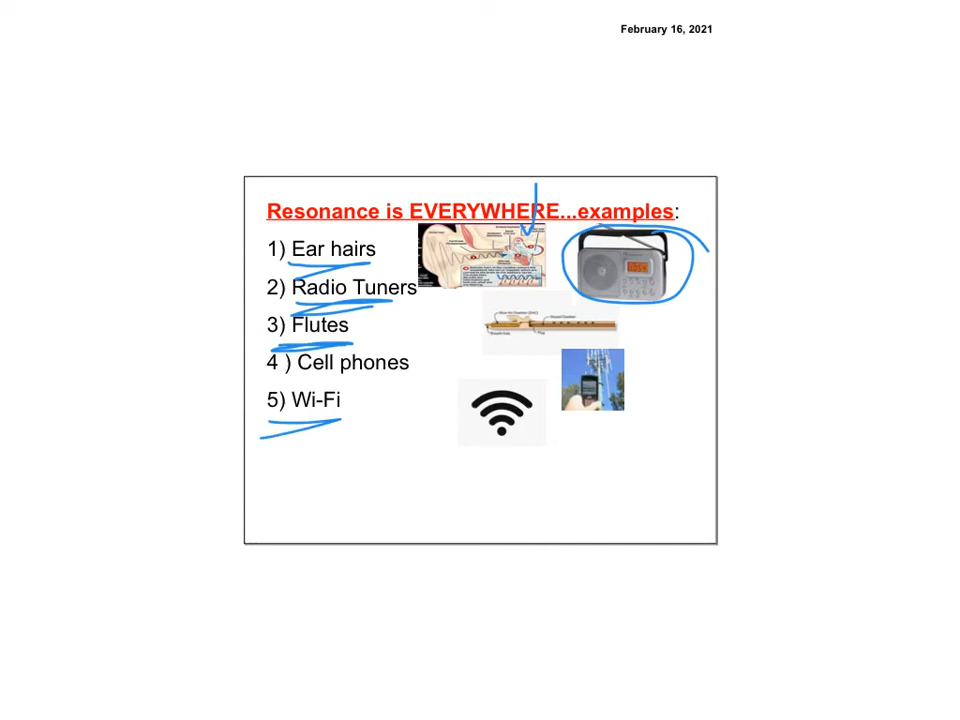 February 16, 2021
Resonance is EVERYWHERE...examples:
1) Ear hairs
2) Radio Tuners
3) Flutes
4 ) Cell phones
5) Wi-Fi